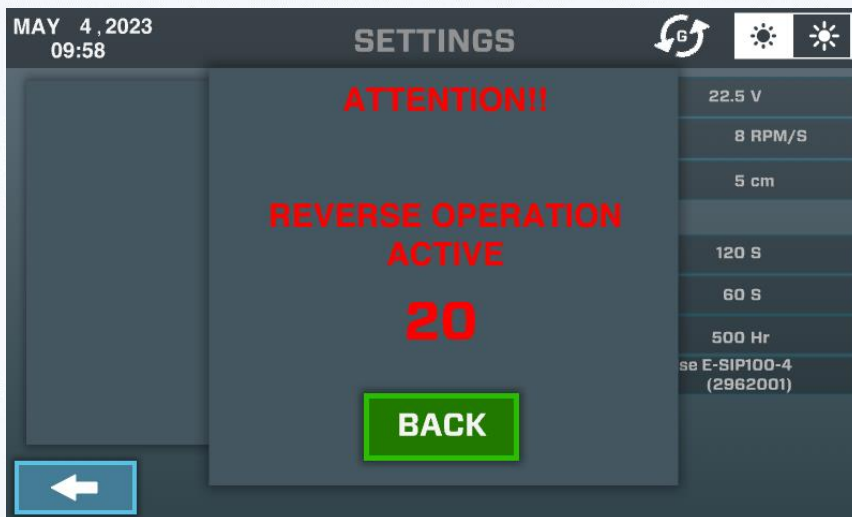 MAY 4,2023
09:58
SETTINGS
G
ATTENTION!!
REVERSE OPERATION
ACTIVE
20
BACK
22.5 V
8 RPM/S
5 cm
120 S
60 S
500 Hr
se E-SIP100-4
(2962001)